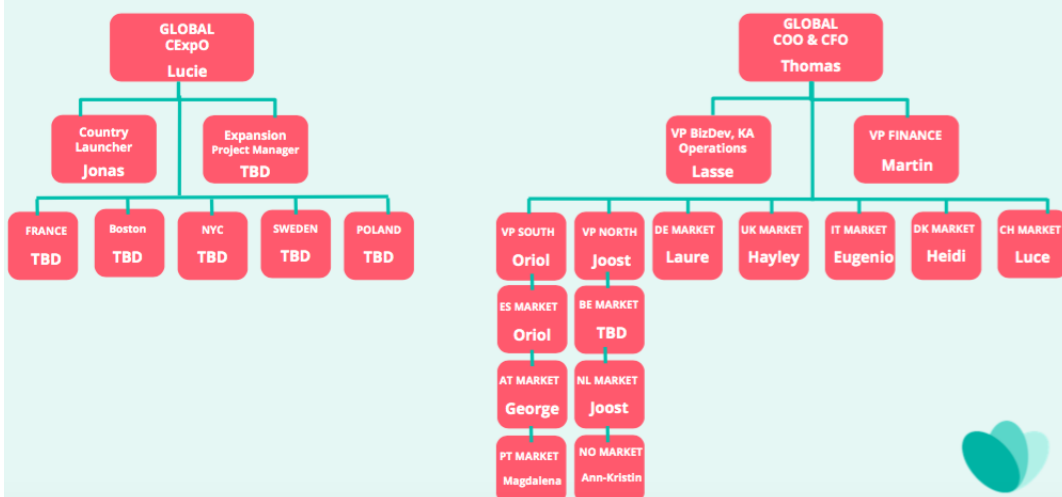 GLOBAL
CExpO
Lucie
GLOBAL
COO & CFO
Thomas
Country
Launcher
Jonas
Expansion
Project Manager
TBD
VP BizDev, KA
Operations
Lasse
VP FINANCE
Martin
FRANCE
TBD
Boston
TBD
NYC
TBD
SWEDEN
TBD
POLAND
TBD
VP SOUTH
Oriol
VP NORTH
Joost
DE MARKET
Laure
UK MARKET
Hayley
IT MARKET
Eugenio
DK MARKET
Heidi
CH MARKET
Luce
ES MARKET
Oriol
BE MARKET
TBD
AT MARKET
George
NL MARKET
Joost
PT MARKET
Magdalena
NO MARKET
Ann-Kristin